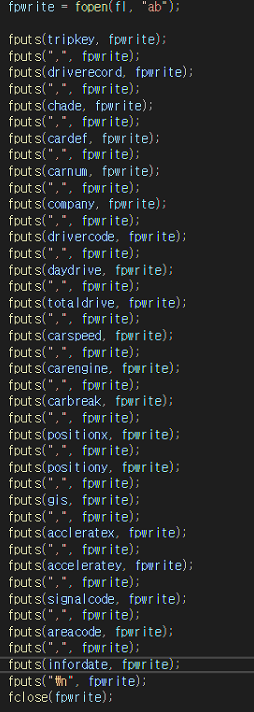 fpwrite = fopen(fl, "ab");
fputs(tripkey, fpwrite);
fputs(",", fpwrite);
fputs(driverecord, fpwrite);
fputs(",", fpwrite);
fputs(chade, fpwrite);
fputs(",", fpwrite);
fputs(cardef, fpwrite);
fputs(",", fpwrite);
fputs(carnum, fpwrite);
fputs(",", fpwrite);
fputs(company, fpwrite);
fputs(",", fpwrite);
fputs(drivercode, fpwrite);
fputs(",", fpwrite);
fputs(daydrive, fpwrite);
fputs(",", fpwrite);
fputs(totaldrive, fpwrite);
fputs(",", fpwrite);
fputs(carspeed, fpwrite);
fputs(",", fpwrite);
fputs(carengine, fpwrite);
fputs(",", fpwrite);
fputs(carbreak, fpwrite);
fputs(",", fpwrite);
fputs(positionx, fpwrite);
fputs(",", fpwrite);
fputs(positiony, fpwrite);
fputs(",", fpwrite);
fputs(gis, fpwrite);
fputs(",", fpwrite);
fputs(accleratex, fpwrite);
fputs(",", fpwrite);
fputs(acceleratey, fpwrite);
fputs(",", fpwrite);
fputs(signalcode, fpwrite);
fputs(",", fpwrite);
fputs(areacode, fpwrite);
fputs(",", fpwrite);
fputs(infordate, fpwrite);
fputs("₩n", fpwrite);
fclose(fpwrite);